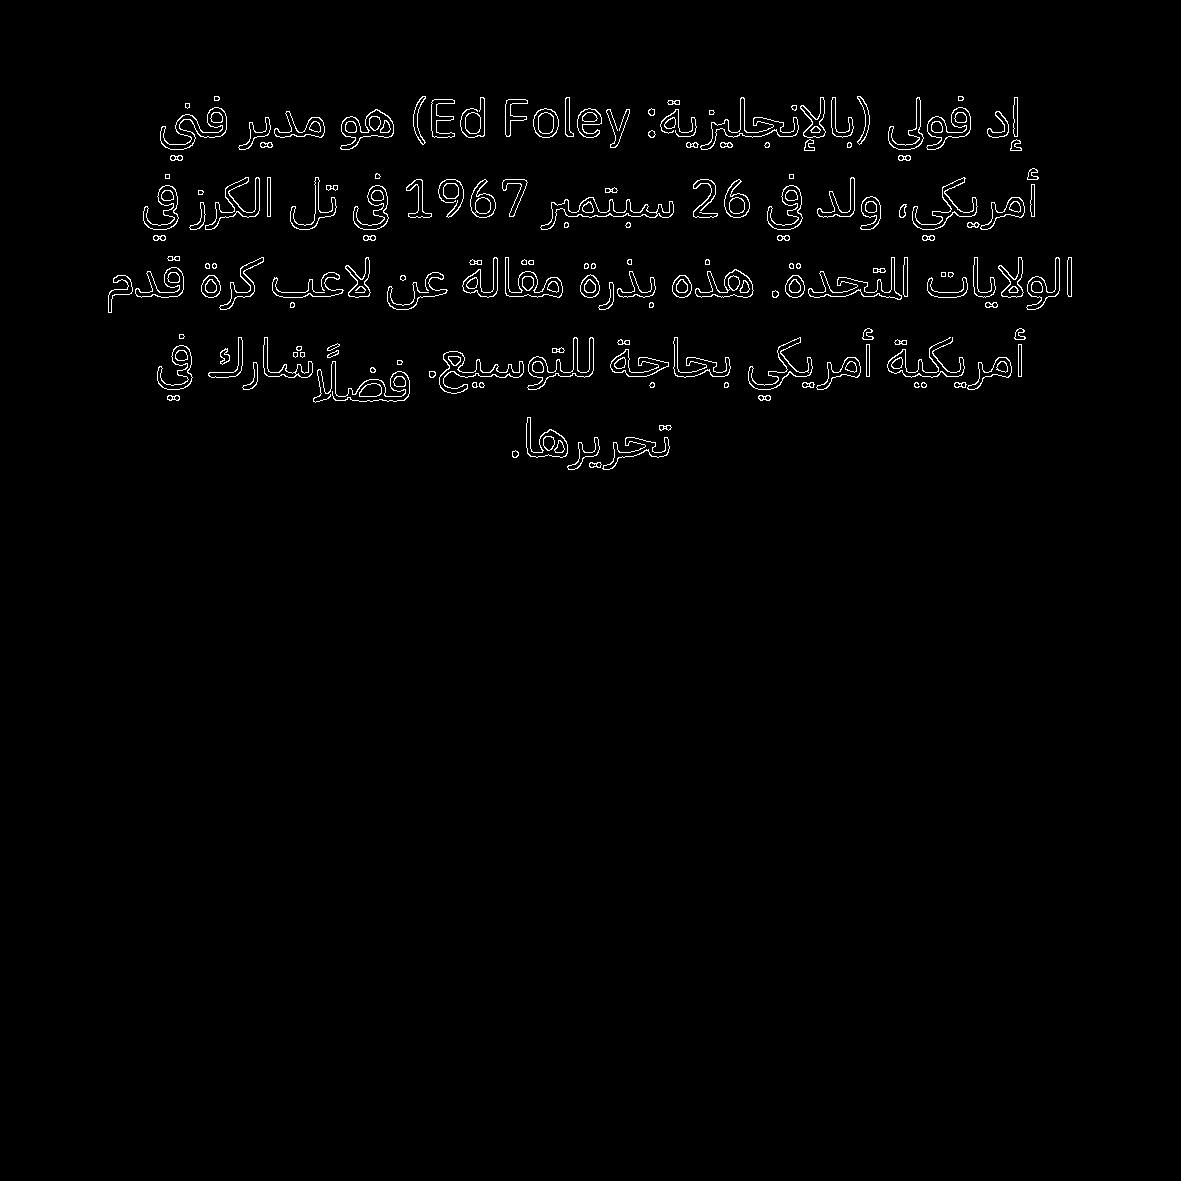 إد فولي (بالإنجليزية: Ed Foley) هو مدير فني
أمريكي، ولد في 26 سبتمبر 1967 في تل الكرز في
الولايات المتحدة. هذه بذرة مقالة عن لاعب كرة قدم
أمريكية أمريكي بحاجة للتوسيع. فضلًا شارك في
تحريرها.